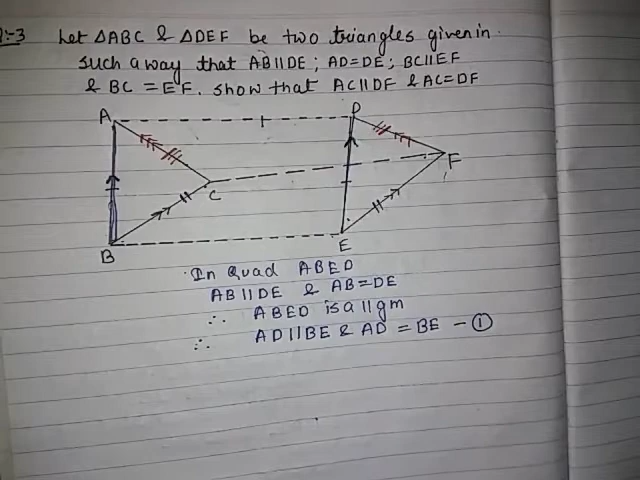 :-3 Let ΔABC & ΔDEF be two triangles given in
such a way that AB||DE; AD=DE; BC||EF
& BC = EF. show that AC||DF & AC=DF
A
D
C
F
B
E
In Quad ABED
AB||DE & AB=DE
∴ ABED is a ||gm
∴ AD||BE & AD = BE - ①